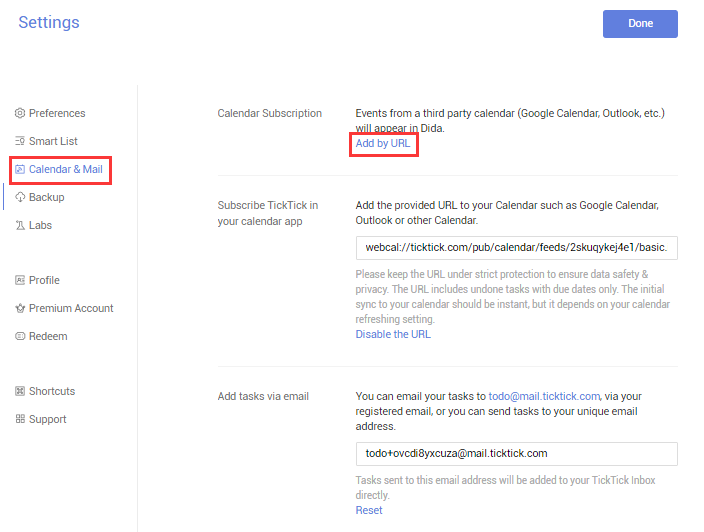 Settings
Done
Preferences
Smart List
Calendar & Mail
Backup
Labs
Profile
Premium Account
Redeem
Shortcuts
Support
Calendar Subscription
Events from a third party calendar (Google Calendar, Outlook, etc.)
will appear in Dida.
Add by URL
Subscribe TickTick in
your calendar app
Add the provided URL to your Calendar such as Google Calendar,
Outlook or other Calendar.
webcal://ticktick.com/pub/calendar/feeds/2skuqykej4e1/basic.
Please keep the URL under strict protection to ensure data safety &
privacy. The URL includes undone tasks with due dates only. The initial
sync to your calendar should be instant, but it depends on your calendar
refreshing setting.
Disable the URL
Add tasks via email
You can email your tasks to todo@mail.ticktick.com, via your
registered email, or you can send tasks to your unique email
address.
todo+ovcdi8yxcuza@mail.ticktick.com
Tasks sent to this email address will be added to your TickTick Inbox
directly.
Reset